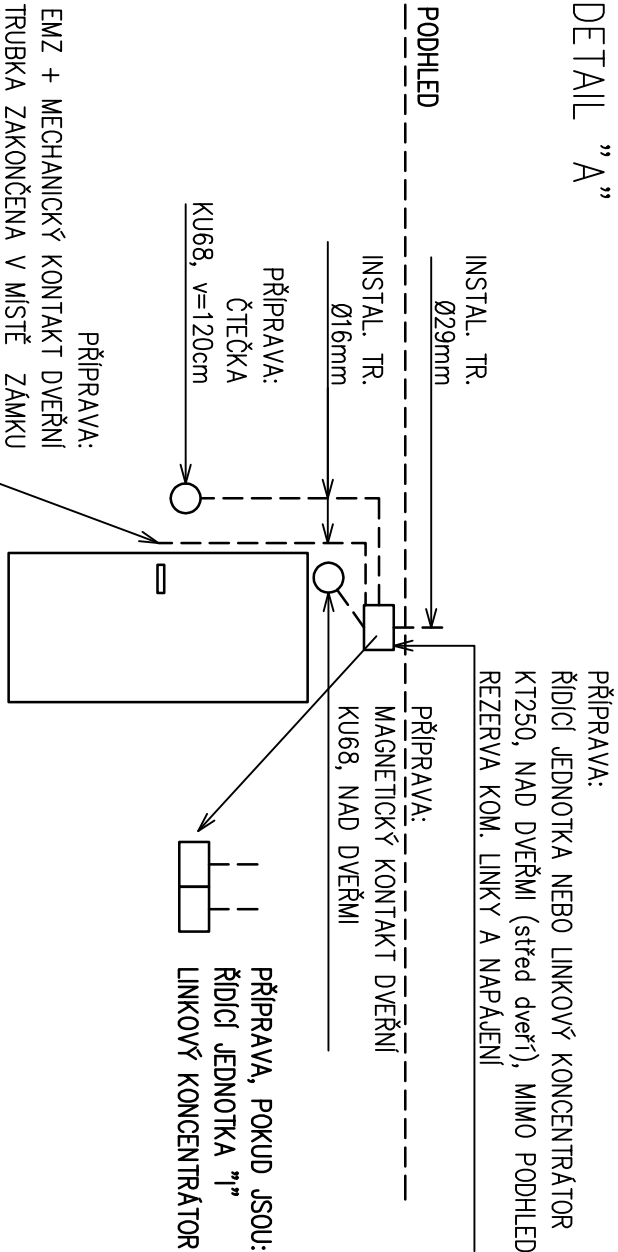 DETAIL "A"
PODHLED
INSTAL. TR.
Ø29mm
INSTAL. TR.
Ø16mm
PŘÍPRAVA:
ČTEČKA
KU68, v=120cm
PŘÍPRAVA:
EMZ + MECHANICKÝ KONTAKT DVEŘNÍ
TRUBKA ZAKONČENA V MÍSTĚ ZÁMKU
PŘÍPRAVA:
ŘÍDÍCÍ JEDNOTKA NEBO LINKOVÝ KONCENTRÁTOR
KT250, NAD DVEŘMI (střed dveří), MIMO PODHLED
REZERVA KOM. LINKY A NAPÁJENÍ
PŘÍPRAVA:
MAGNETICKÝ KONTAKT DVEŘNÍ
KU68, NAD DVEŘMI
PŘÍPRAVA, POKUD JSOU:
ŘÍDÍCÍ JEDNOTKA "i"
LINKOVÝ KONCENTRÁTOR